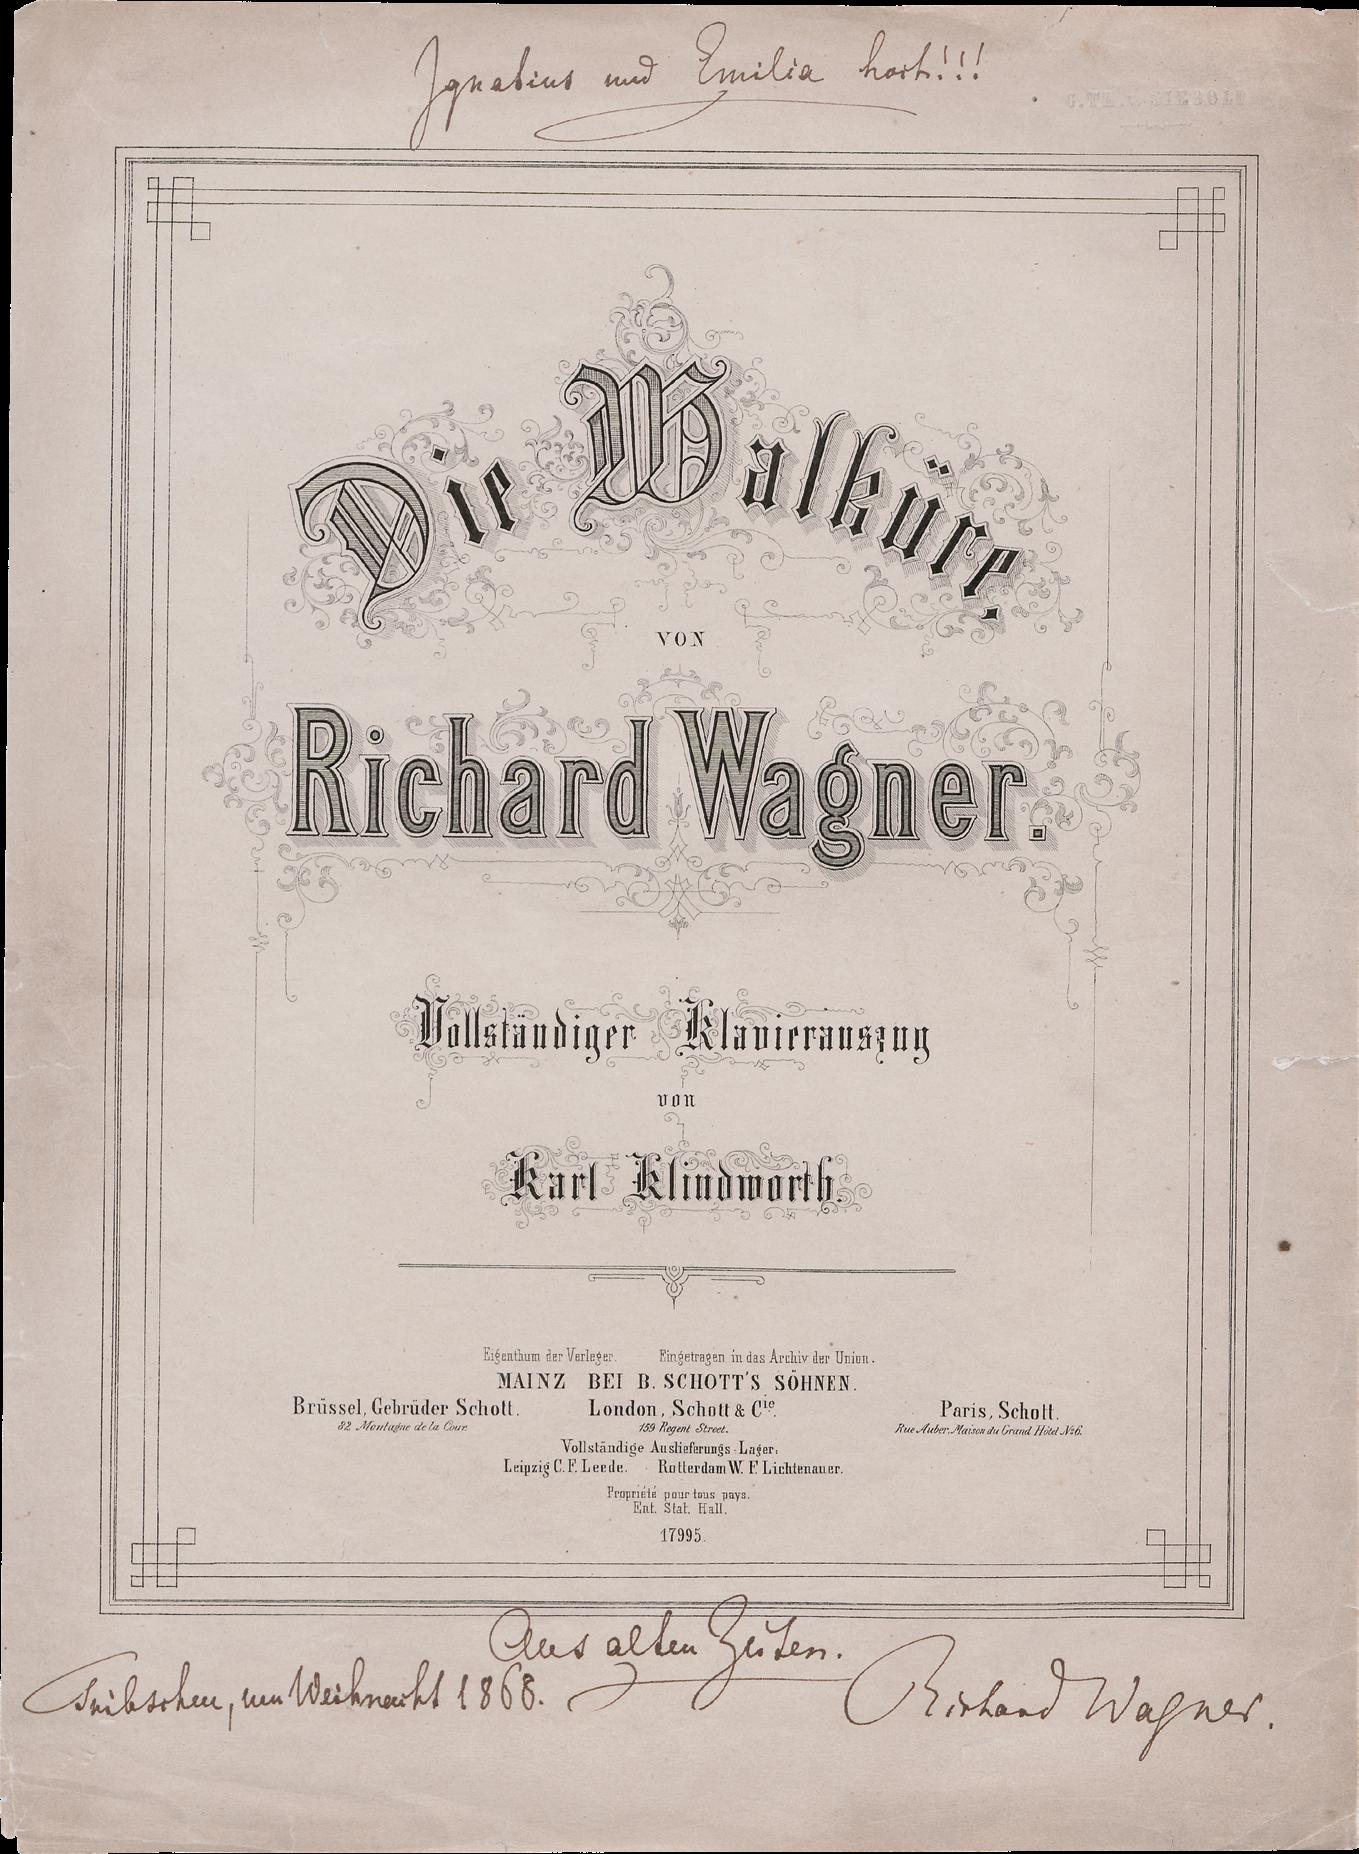 Ignatius und Emilia hoch!!!
Die Walküre.
VON
Richard Wagner.
Vollständiger Klavierauszug
von
Karl Klindworth.
Eigenthum der Verleger. Eingetragen in das Archiv der Union.
MAINZ BEI B. SCHOTT'S SÖHNEN.
Brüssel, Gebrüder Schott. London, Schott & Cie. Paris, Schott.
82 Montagne de la Cour. 159 Regent Street. Rue Auber. Maison du Grand Hôtel No 6.
Vollständige Auslieferungs-Lager:
Leipzig C. F. Leede. Rotterdam W. F. Lichtenauer.
Propriété pour tous pays.
Ent. Stat. Hall.
17995.
Aus alten Zeiten.
Tribschen, um Weihnacht 1868.
Richard Wagner.